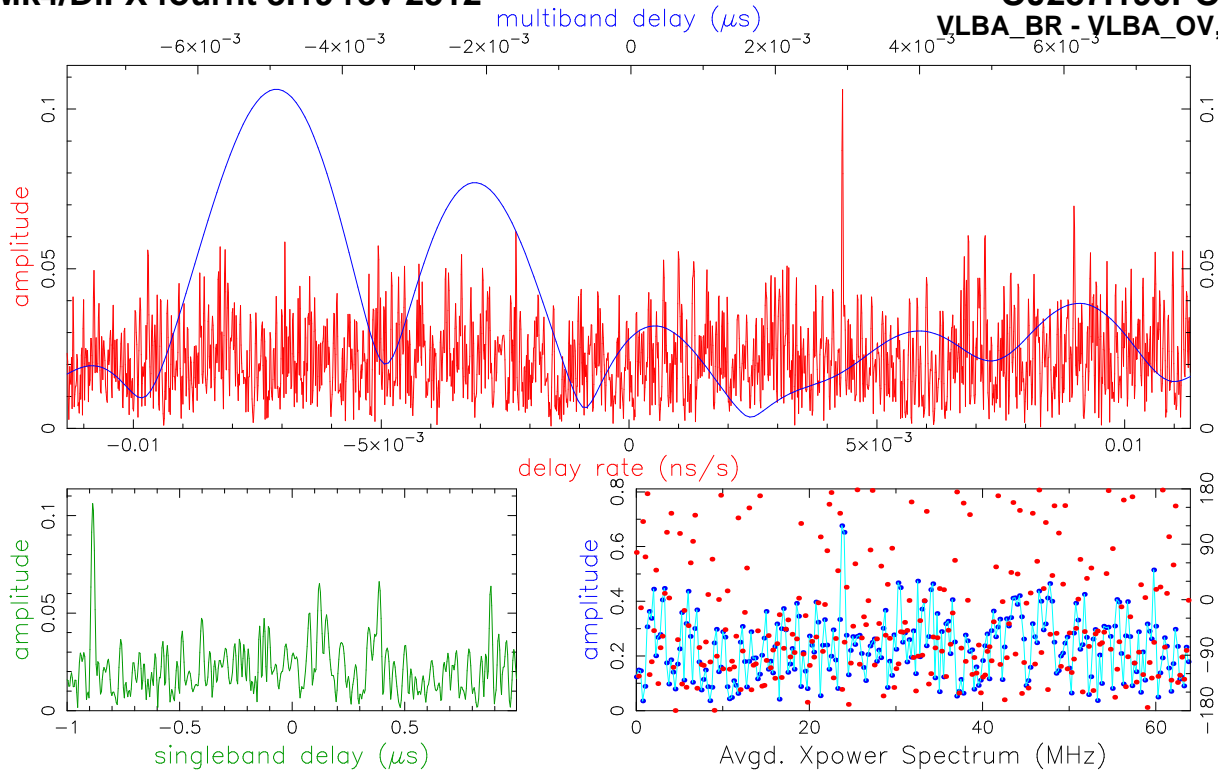 multiband delay (μs)
VLBA_BR - VLBA_OV,
−6×10⁻³ −4×10⁻³ −2×10⁻³ 0 2×10⁻³ 4×10⁻³ 6×10⁻³
amplitude
0 0.05 0.1
0 0.05 0.1
−0.01 −5×10⁻³ 0 5×10⁻³ 0.01
delay rate (ns/s)
amplitude
0 0.05 0.1
−1 −0.5 0 0.5
singleband delay (μs)
amplitude
0 0.2 0.4 0.6 0.8
−180 −90 0 90 180
0 20 40 60
Avgd. Xpower Spectrum (MHz)